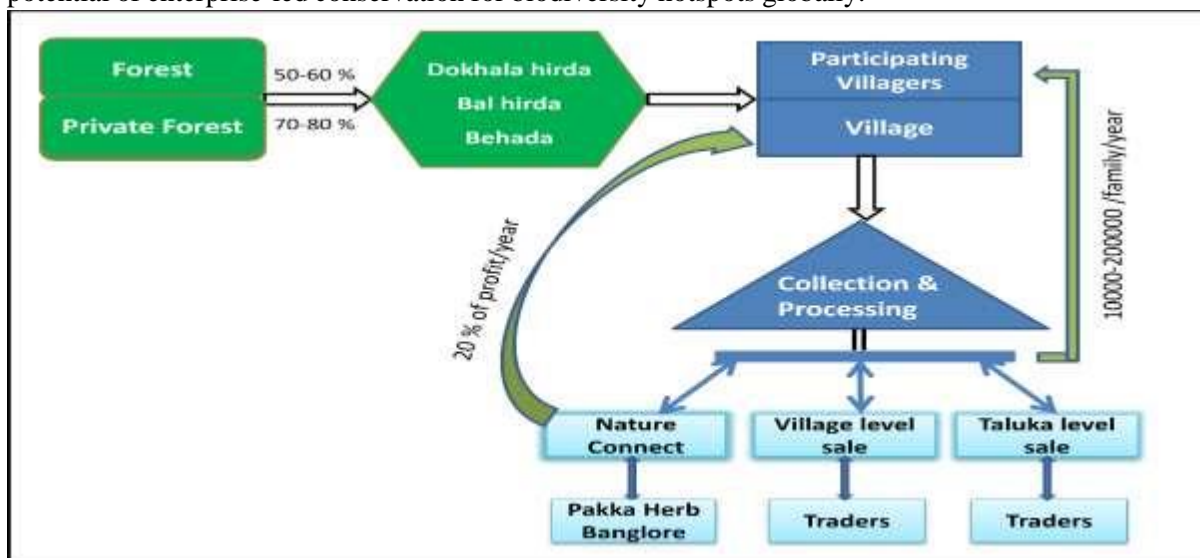 potential of enterprise-led conservation for biodiversity hotspots globally.
Forest
50-60 %
Private Forest
70-80 %
Dokhala hirda
Bal hirda
Behada
Participating
Villagers
Village
20 % of profit/year
10000-200000 /family/year
Collection &
Processing
Nature
Connect
Village level
sale
Taluka level
sale
Pakka Herb
Banglore
Traders
Traders